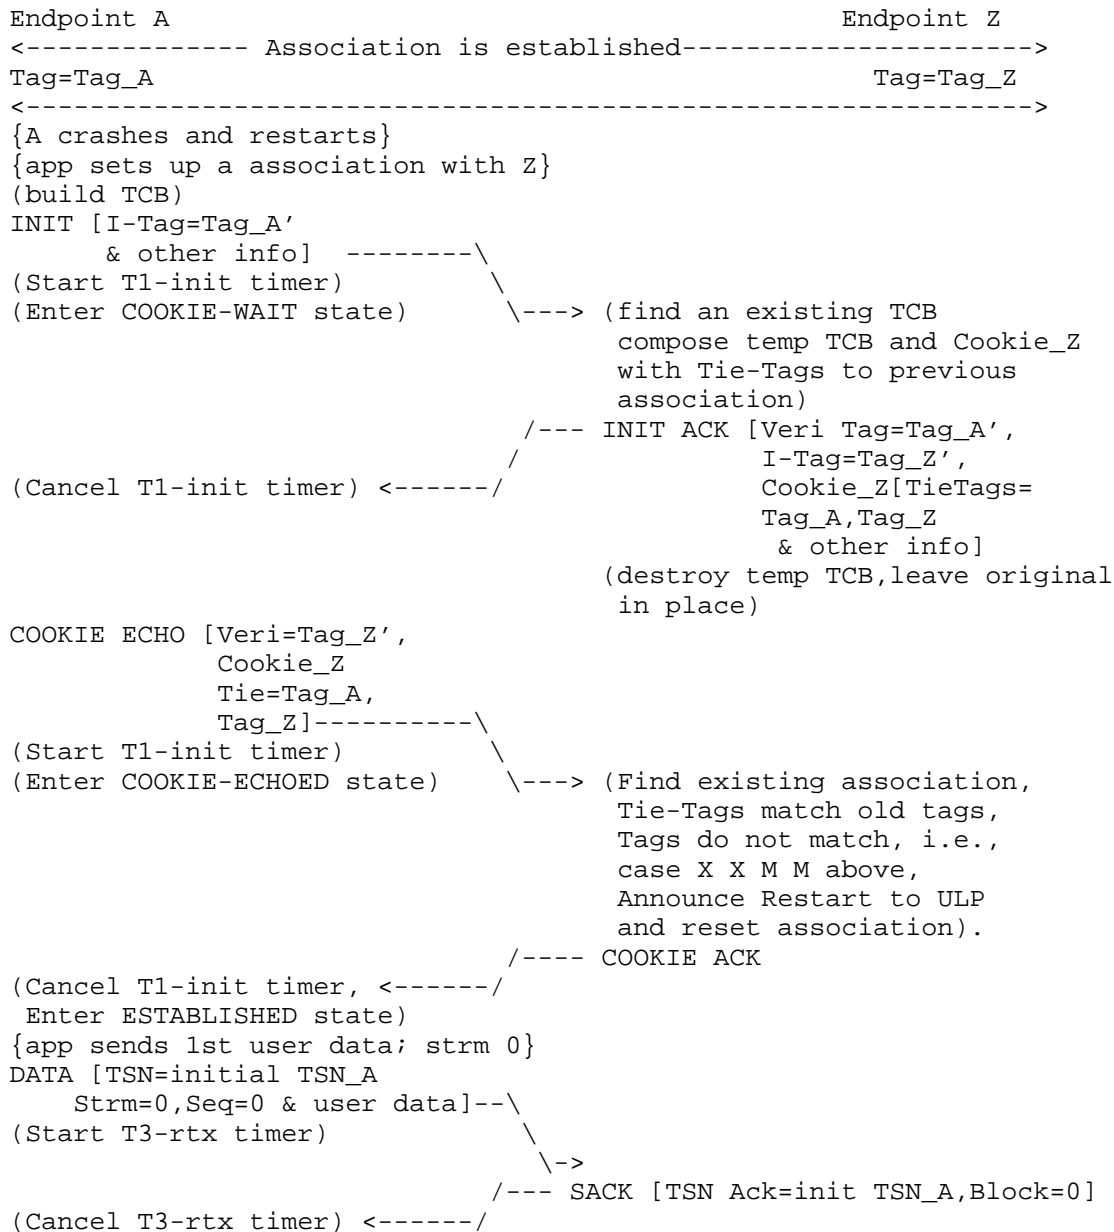 Endpoint A                                          Endpoint Z
<-------------- Association is established---------------------->
Tag=Tag_A                                             Tag=Tag_Z
<--------------------------------------------------------------->
{A crashes and restarts}
{app sets up a association with Z}
(build TCB)
INIT [I-Tag=Tag_A'
      & other info]  --------\
(Start T1-init timer)         \
(Enter COOKIE-WAIT state)      \---> (find an existing TCB
                                      compose temp TCB and Cookie_Z
                                      with Tie-Tags to previous
                                      association)
                                /--- INIT ACK [Veri Tag=Tag_A',
                               /               I-Tag=Tag_Z',
(Cancel T1-init timer) <------/                Cookie_Z[TieTags=
                                               Tag_A,Tag_Z
                                                & other info]
                                     (destroy temp TCB,leave original
                                      in place)
COOKIE ECHO [Veri=Tag_Z',
             Cookie_Z
             Tie=Tag_A,
             Tag_Z]----------\
(Start T1-init timer)         \
(Enter COOKIE-ECHOED state)    \---> (Find existing association,
                                      Tie-Tags match old tags,
                                      Tags do not match, i.e.,
                                      case X X M M above,
                                      Announce Restart to ULP
                                      and reset association).
                               /---- COOKIE ACK
(Cancel T1-init timer, <------/
 Enter ESTABLISHED state)
{app sends 1st user data; strm 0}
DATA [TSN=initial TSN_A
    Strm=0,Seq=0 & user data]--\
(Start T3-rtx timer)            \
                                 \->
                              /--- SACK [TSN Ack=init TSN_A,Block=0]
(Cancel T3-rtx timer) <------/